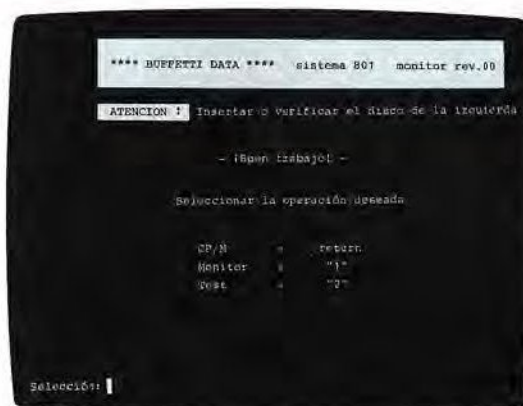 **** BUFFETTI DATA **** sistema 801 monitor rev.00
ATENCION : Insertar o verificar el disco de la izquierda
- ¡Buen trabajo! -
Seleccionar la operación deseada
CP/M = return
Monitor = "1"
Test = "2"
Selección: